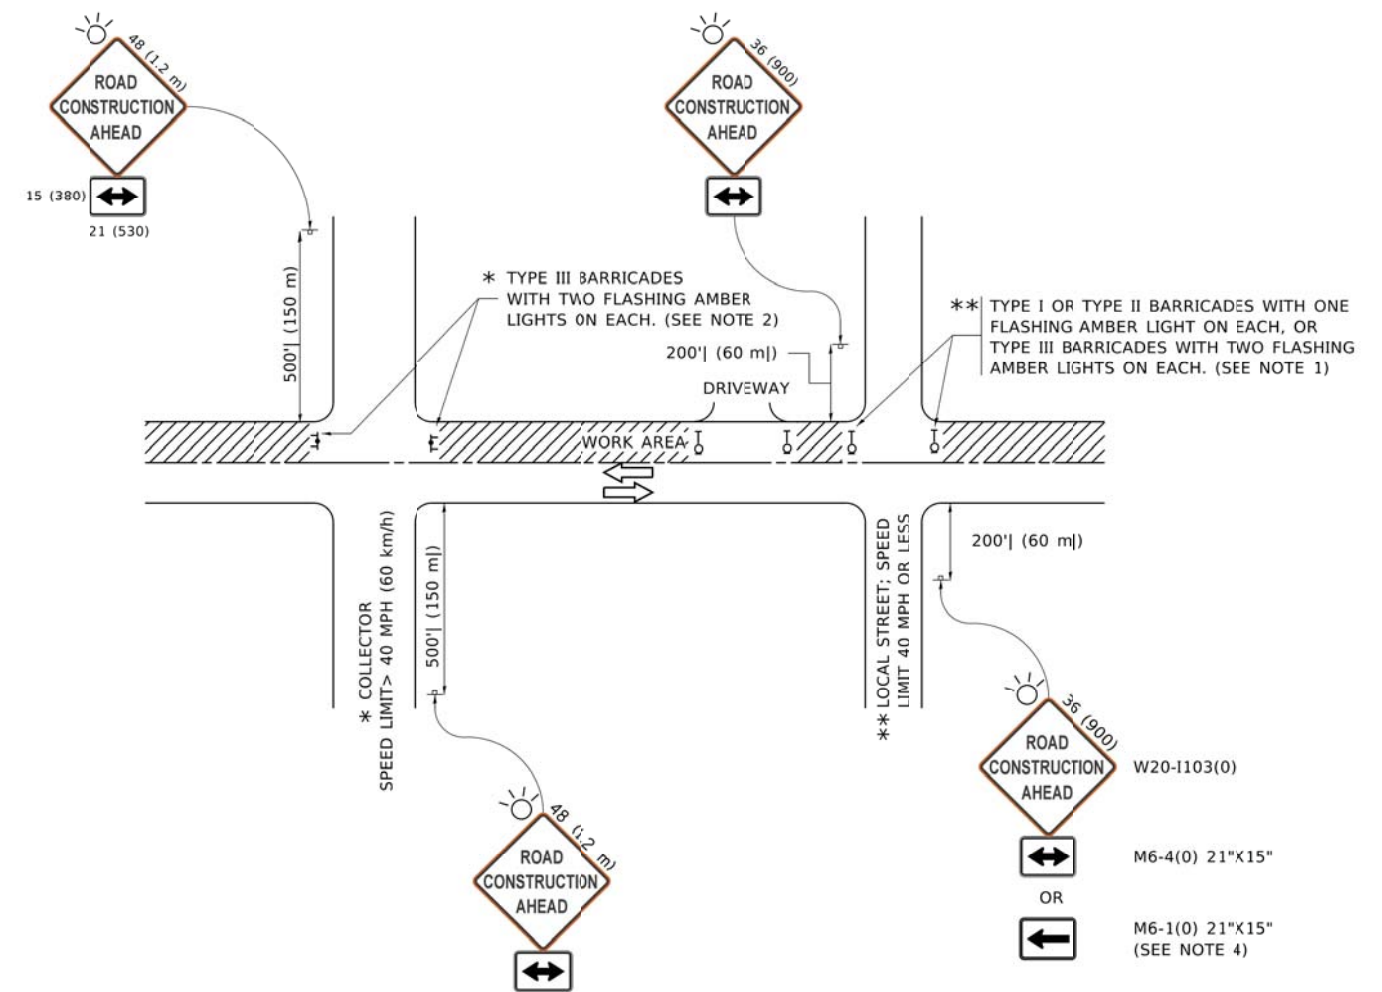 48 (1.2 m)
ROAD
CONSTRUCTION
AHEAD
15 (380)
21 (530)
36 (900)
ROAD
CONSTRUCTION
AHEAD
500'| (150 m)
* TYPE III BARRICADES
WITH TWO FLASHING AMBER
LIGHTS ON EACH. (SEE NOTE 2)
200'| (60 m|)
DRIVEWAY
** TYPE I OR TYPE II BARRICADES WITH ONE
FLASHING AMBER LIGHT ON EACH, OR
TYPE III BARRICADES WITH TWO FLASHING
AMBER LIGHTS ON EACH. (SEE NOTE 1)
WORK AREA
* COLLECTOR
SPEED LIMIT> 40 MPH (60 km/h)
500'| (150 m|)
** LOCAL STREET; SPEED
LIMIT 40 MPH OR LESS
200'| (60 m|)
48 (1.2 m)
ROAD
CONSTRUCTION
AHEAD
36 (900)
ROAD
CONSTRUCTION
AHEAD
W20-I103(0)
M6-4(0) 21"X15"
OR
M6-1(0) 21"X15"
(SEE NOTE 4)